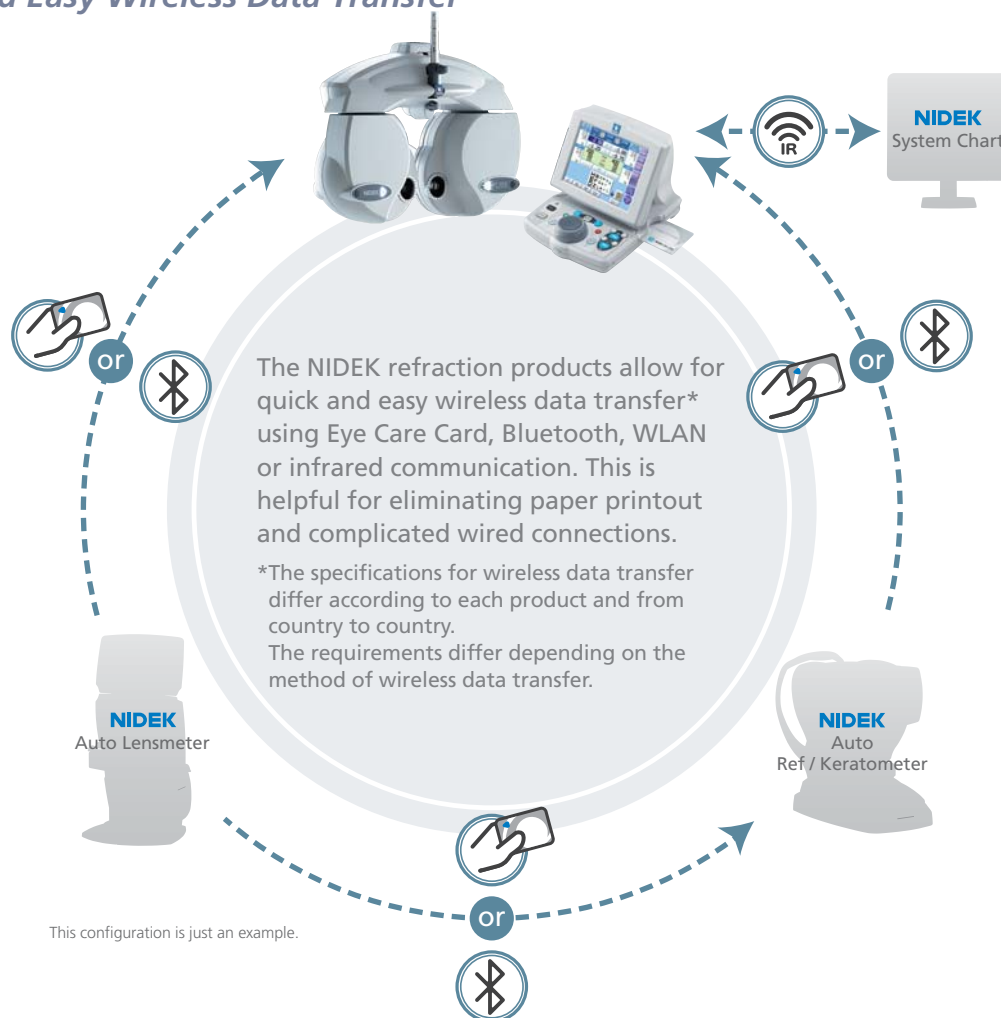 d Easy Wireless Data Transfer
IR
NIDEK
System Chart
or
or
The NIDEK refraction products allow for
quick and easy wireless data transfer*
using Eye Care Card, Bluetooth, WLAN
or infrared communication. This is
helpful for eliminating paper printout
and complicated wired connections.
*The specifications for wireless data transfer
differ according to each product and from
country to country.
The requirements differ depending on the
method of wireless data transfer.
NIDEK
Auto Lensmeter
NIDEK
Auto
Ref / Keratometer
or
This configuration is just an example.